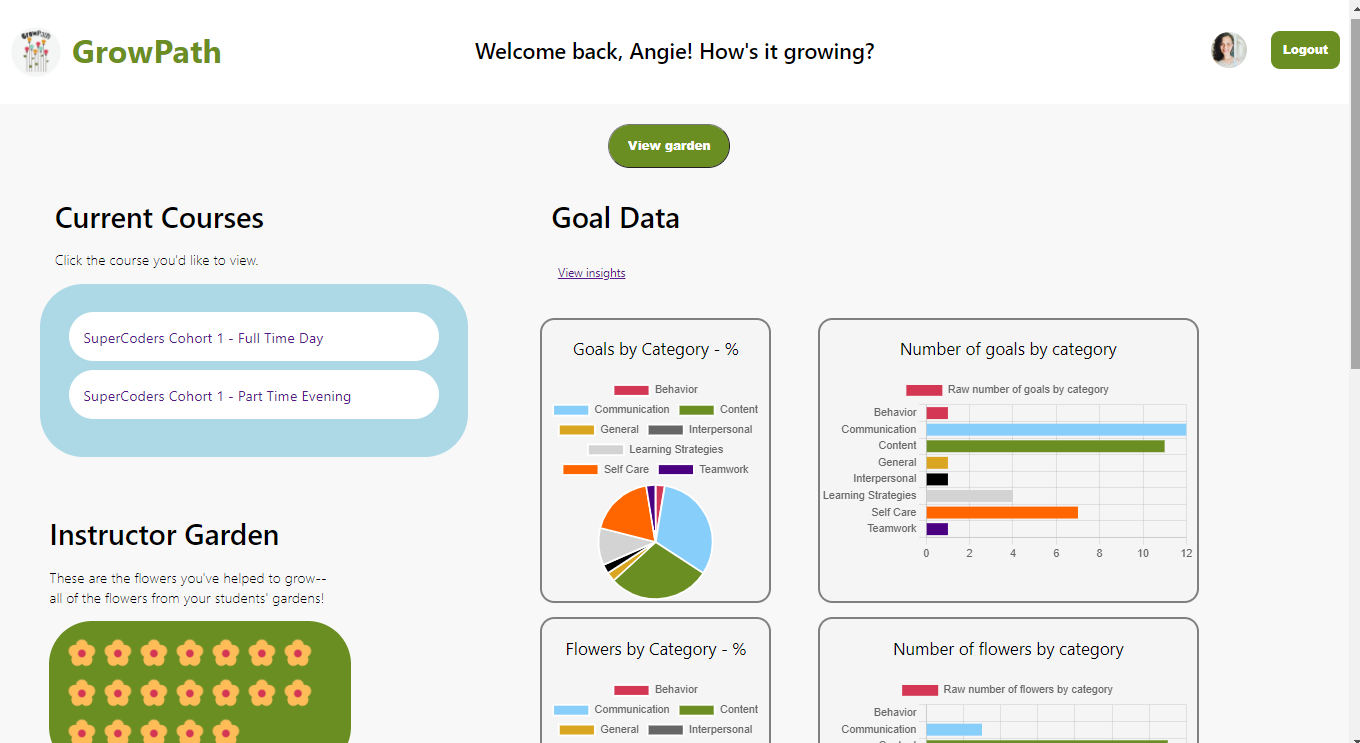 GrowPath
GrowPath
Welcome back, Angie! How's it growing?
Logout
View garden
Current Courses
Click the course you'd like to view.
SuperCoders Cohort 1 - Full Time Day
SuperCoders Cohort 1 - Part Time Evening
Instructor Garden
These are the flowers you've helped to grow--
all of the flowers from your students' gardens!
Goal Data
View insights
Goals by Category - %
Behavior
Communication Content
General Interpersonal
Learning Strategies
Self Care Teamwork
Number of goals by category
Raw number of goals by category
Behavior
Communication
Content
General
Interpersonal
Learning Strategies
Self Care
Teamwork
0 2 4 6 8 10 12
Flowers by Category - %
Behavior
Communication Content
General Interpersonal
Number of flowers by category
Raw number of flowers by category
Behavior
Communication